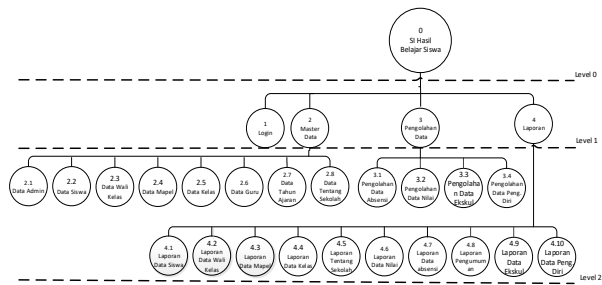 0
SI Hasil
Belajar Siswa
Level 0
1
Login
2
Master
Data
3
Pengolahan
Data
4
Laporan
Level 1
2.1
Data Admin
2.2
Data Siswa
2.3
Data Wali
Kelas
2.4
Data Mapel
2.5
Data Kelas
2.6
Data Guru
2.7
Data
Tahun
Ajaran
2.8
Data
Tentang
Sekolah
3.1
Pengolahan
Data
Absensi
3.2
Pengolahan
Data Nilai
3.3
Pengolaha
n Data
Ekskul
3.4
Pengolahan
Data Peng.
Diri
4.1
Laporan
Data Siswa
4.2
Laporan
Data Wali
Kelas
4.3
Laporan
Data Mapel
4.4
Laporan
Data Kelas
4.5
Laporan
Tentang
Sekolah
4.6
Laporan
Data Nilai
4.7
Laporan
Data
absensi
4.8
Laporan
Pengumum
an
4.9
Laporan
Data
Ekskul
4.10
Laporan
Data Peng.
Diri
Level 2